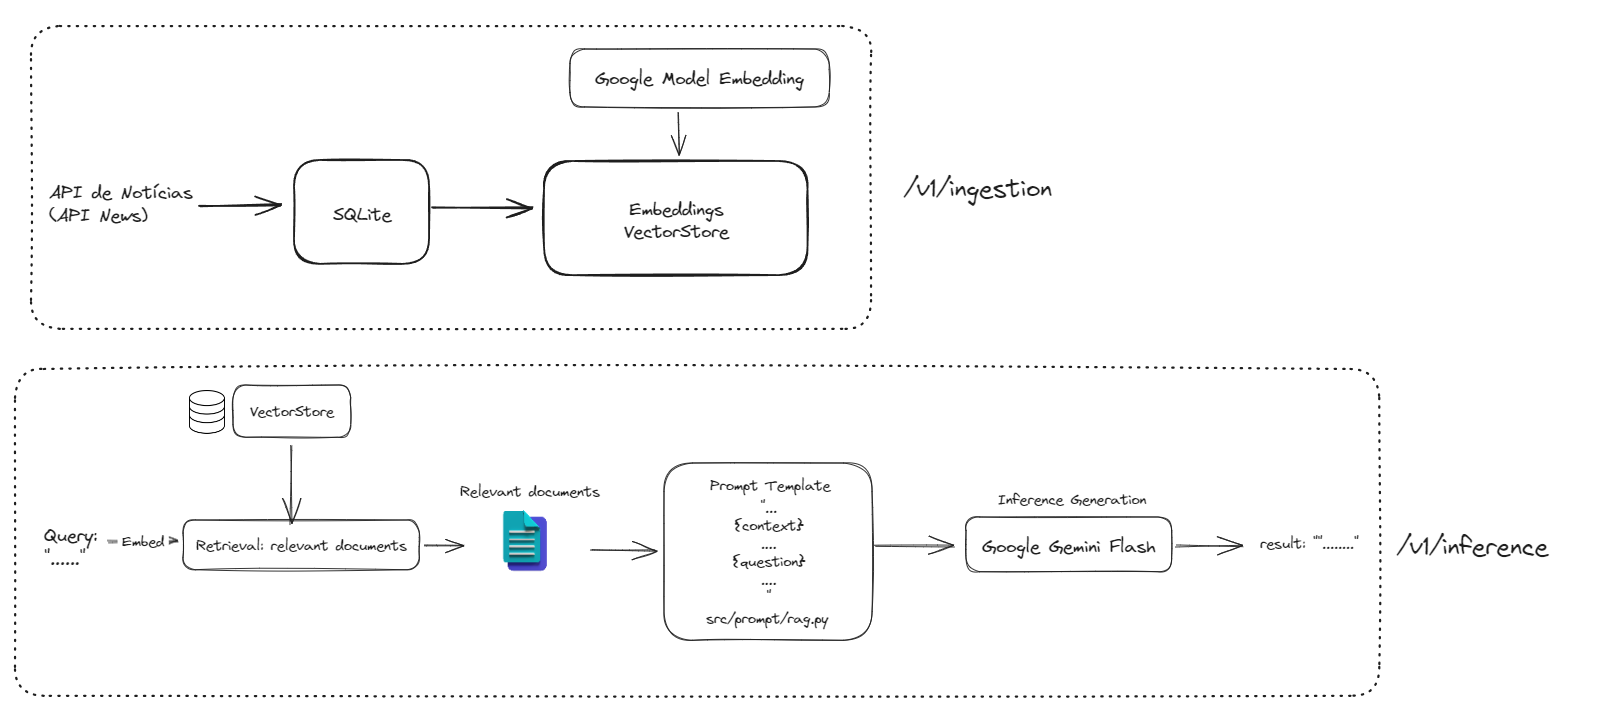 Google Model Embedding
API de Notícias
(API News)
SQLite
Embeddings
VectorStore
/v1/ingestion
VectorStore
Query:
"......"
Embed
Retrieval: relevant documents
Relevant documents
Prompt Template
"
...
{context}
....
{question}
....
"
src/prompt/rag.py
Inference Generation
Google Gemini Flash
result: ""........"
/v1/inference